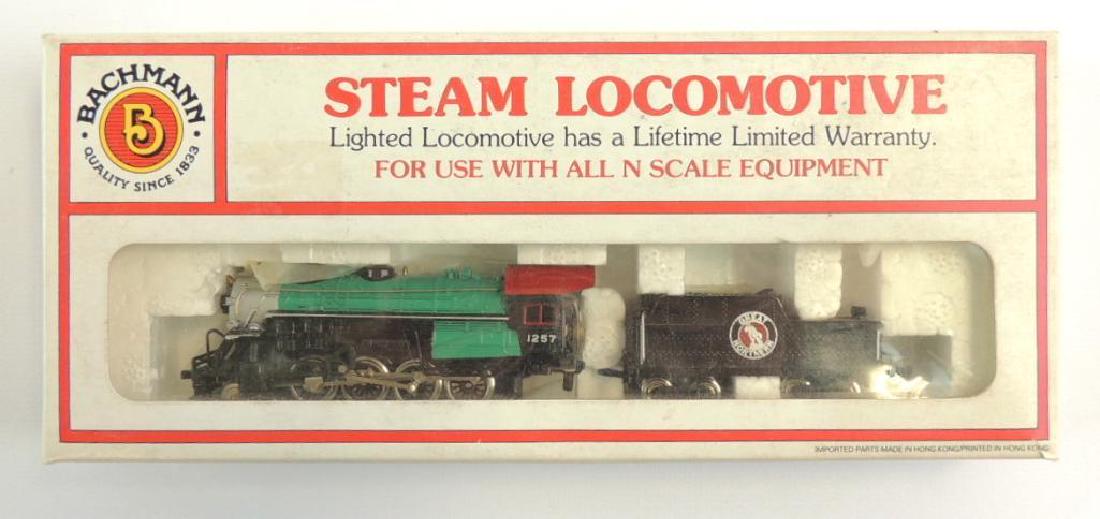 BACHMANN
B
QUALITY SINCE 1833
STEAM LOCOMOTIVE
Lighted Locomotive has a Lifetime Limited Warranty.
FOR USE WITH ALL N SCALE EQUIPMENT
1257
GREAT
NORTHERN
IMPORTED PARTS MADE IN HONG KONG/PRINTED IN HONG KONG